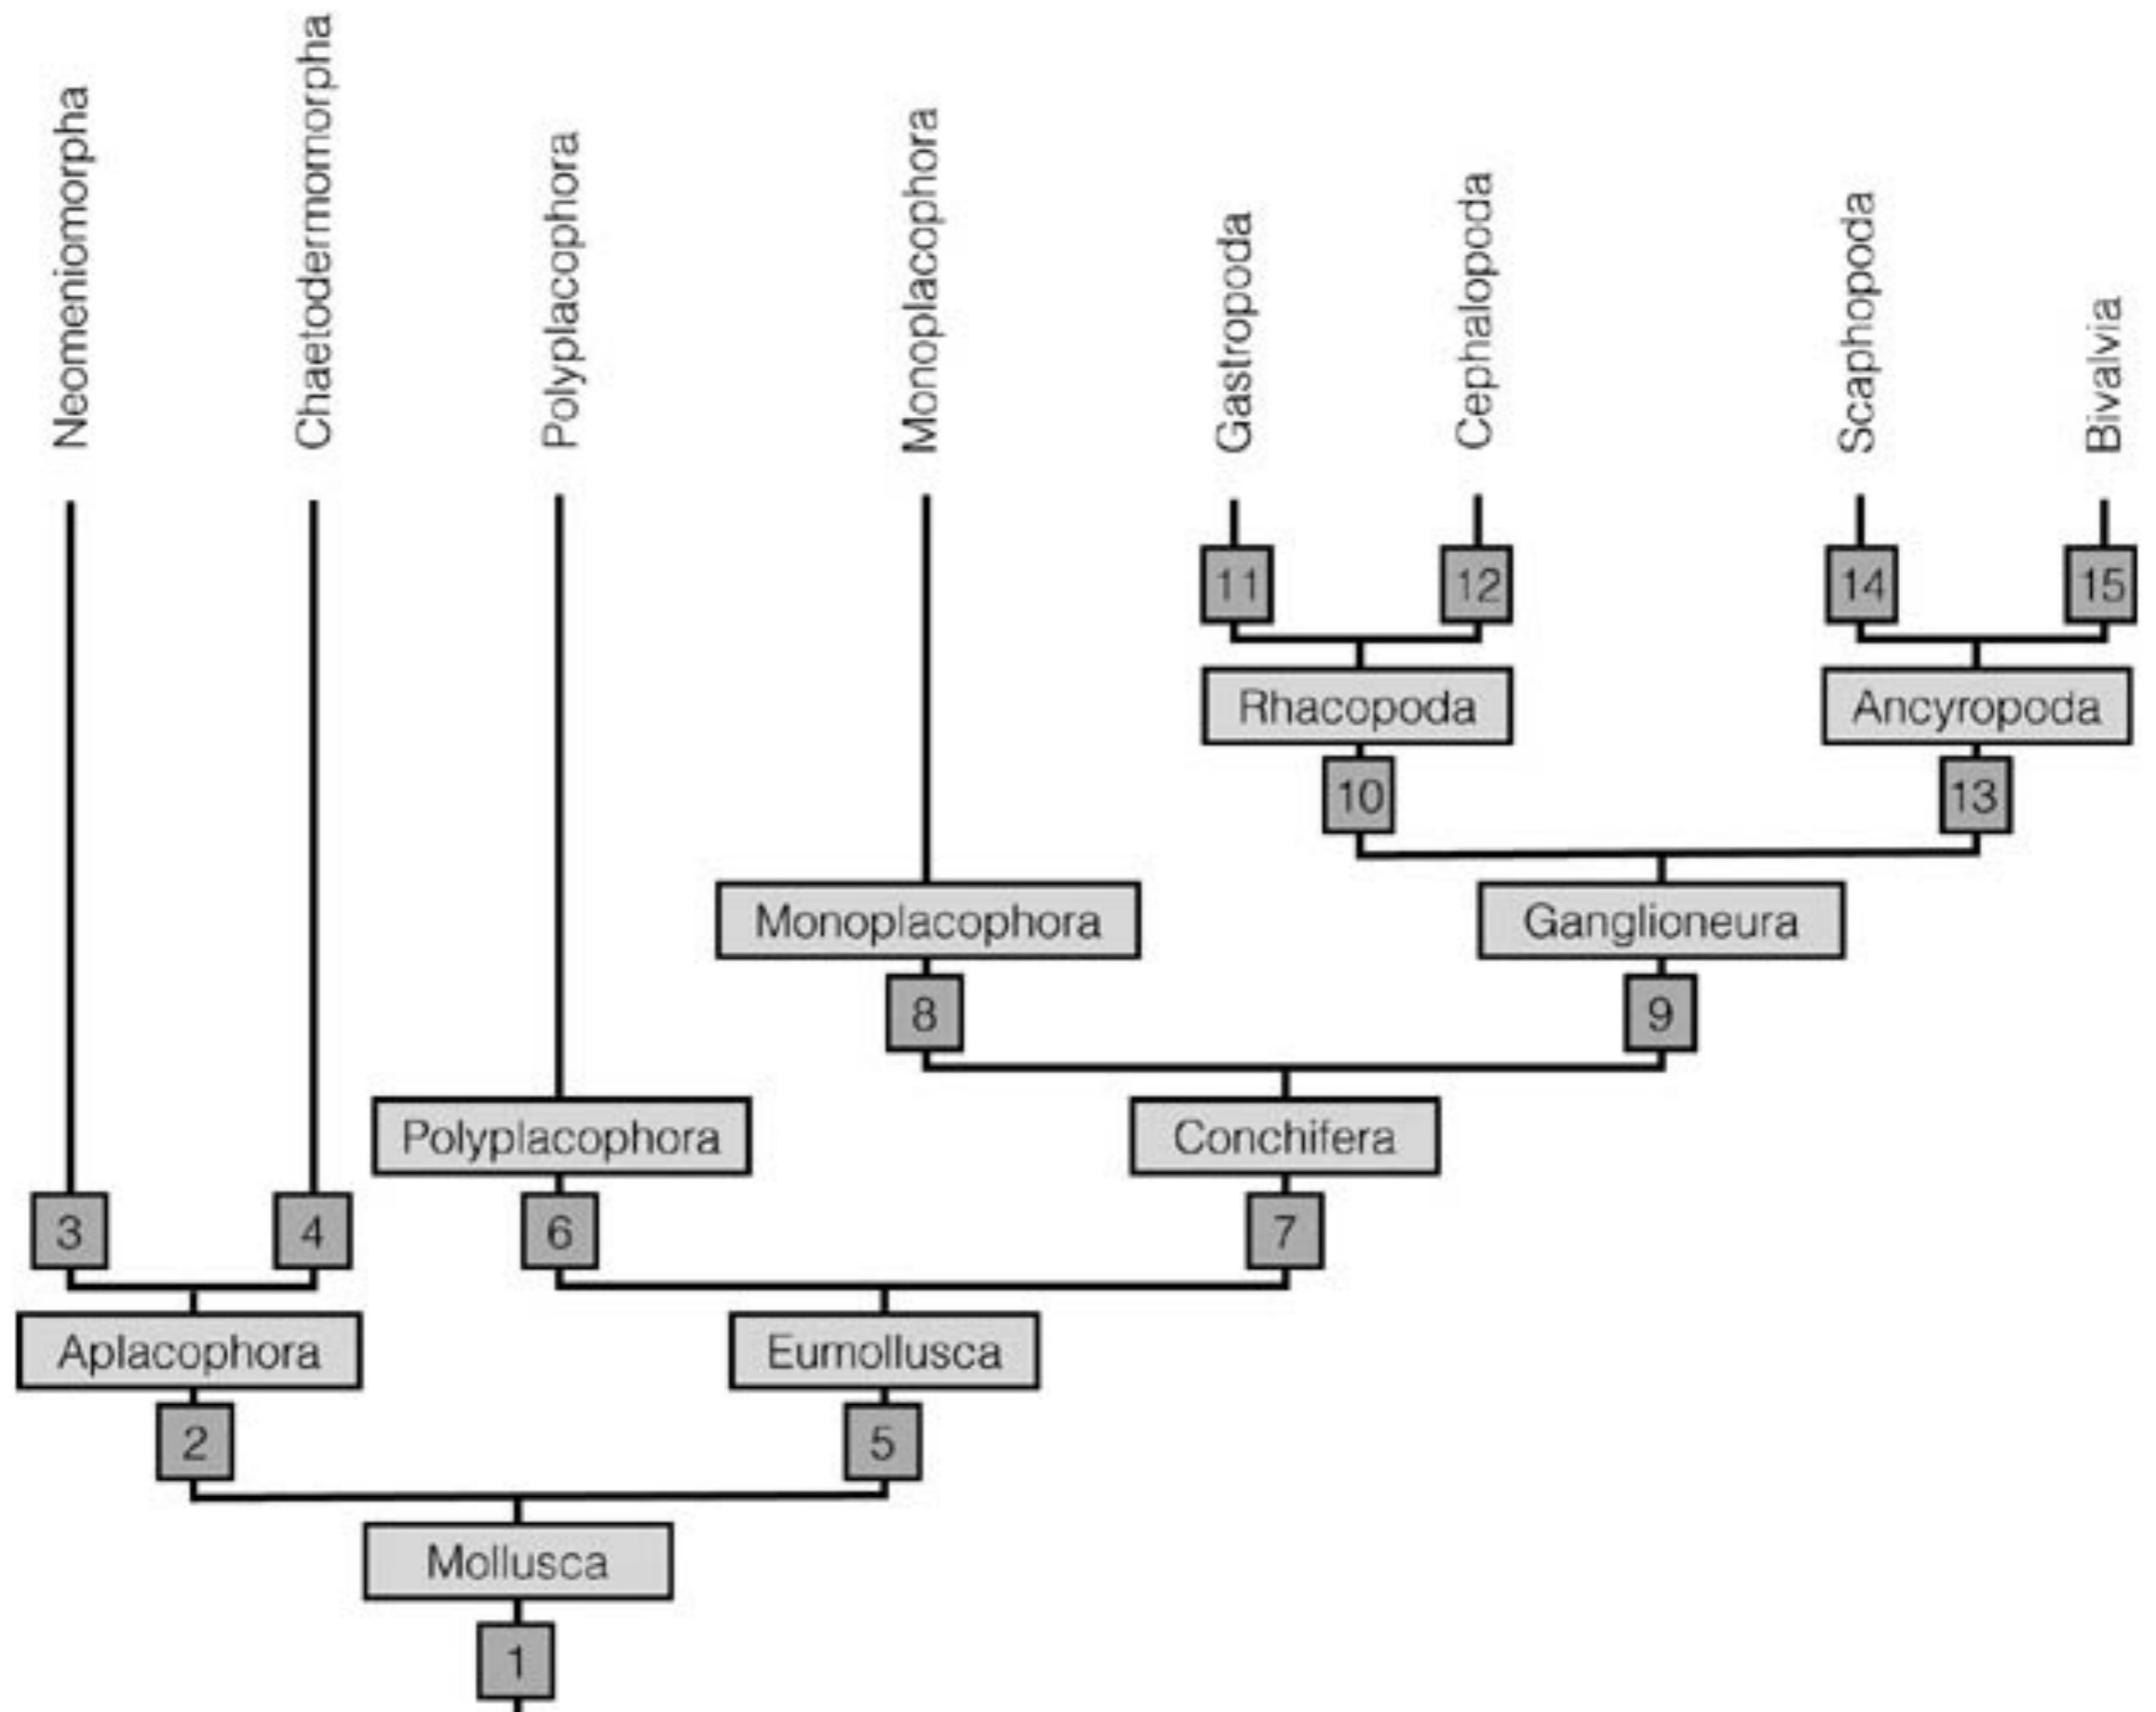 Neomeniomorpha
Chaetodermomorpha
Polyplacophora
Monoplacophora
Gastropoda
Cephalopoda
Scaphopoda
Bivalvia
11
12
14
15
Rhacopoda
Ancyropoda
10
13
Monoplacophora
Ganglioneura
8
9
Polyplacophora
Conchifera
3
4
6
7
Aplacophora
Eumollusca
2
5
Mollusca
1